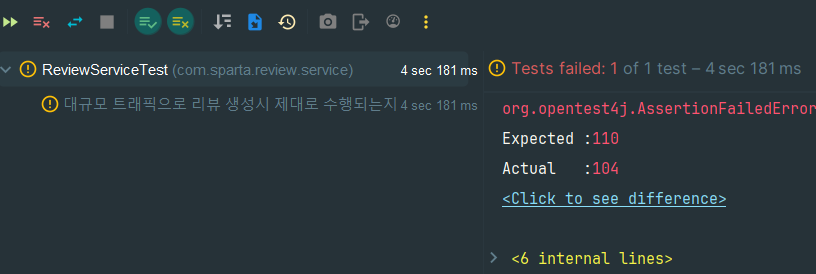 ReviewServiceTest (com.sparta.review.service) 4 sec 181 ms
대규모 트래픽으로 리뷰 생성시 제대로 수행되는지 4 sec 181 ms
Tests failed: 1 of 1 test – 4 sec 181 ms
org.opentest4j.AssertionFailedError
Expected :110
Actual :104
<Click to see difference>
<6 internal lines>